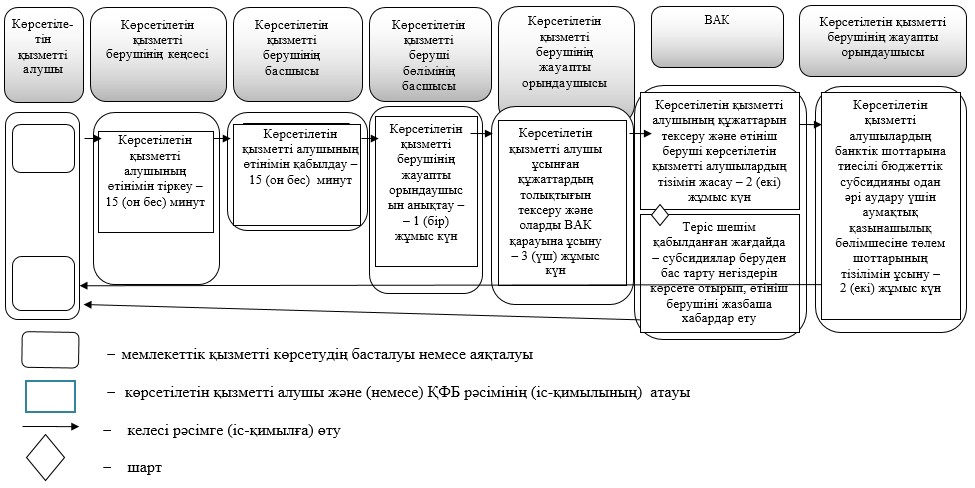 Көрсетіле-
тін
қызметті
алушы
Көрсетілетін
қызметті
берушінің кеңсесі
Көрсетілетін
қызметті
берушінің
басшысы
Көрсетілетін
қызметті
беруші
бөлімінің
басшысы
Көрсетілетін
қызметті
берушінің
жауапты
орындаушысы
ВАК
Көрсетілетін қызметті
берушінің жауапты
орындаушысы
Көрсетілетін
қызметті
алушының
өтінімін тіркеу –
15 (он бес) минут
Көрсетілетін
қызметті алушының
өтінімін қабылдау –
15 (он бес) минут
Көрсетілетін
қызметті
берушінің
жауапты
орындаушыс
ын анықтау –
– 1 (бір)
жұмыс күн
Көрсетілетін
қызметті алушы
ұсынған
құжаттардың
толықтығын
тексеру және
оларды ВАК
қарауына ұсыну
– 3 (үш) жұмыс
күн
Көрсетілетін қызметті
алушының құжаттарын
тексеру және өтініш
беруші көрсетілетін
қызметті алушылардың
тізімін жасау – 2 (екі)
жұмыс күн
Теріс шешім
қабылданған жағдайда
– субсидиялар беруден
бас тарту негіздерін
көрсете отырып, өтініш
берушіні жазбаша
хабардар ету
Көрсетілетін
қызметті
алушылардың
банктік шоттарына
тиесілі бюджеттік
субсидияны одан
әрі аудару үшін
аумақтық
қазынашылық
бөлімшесіне төлем
шоттарының
тізілімін ұсыну –
2 (екі) жұмыс күн
– мемлекеттік қызметті көрсетудің басталуы немесе аяқталуы
– көрсетілетін қызметті алушы және (немесе) ҚФБ рәсімінің (іс-қимылының) атауы
– келесі рәсімге (іс-қимылға) өту
– шарт